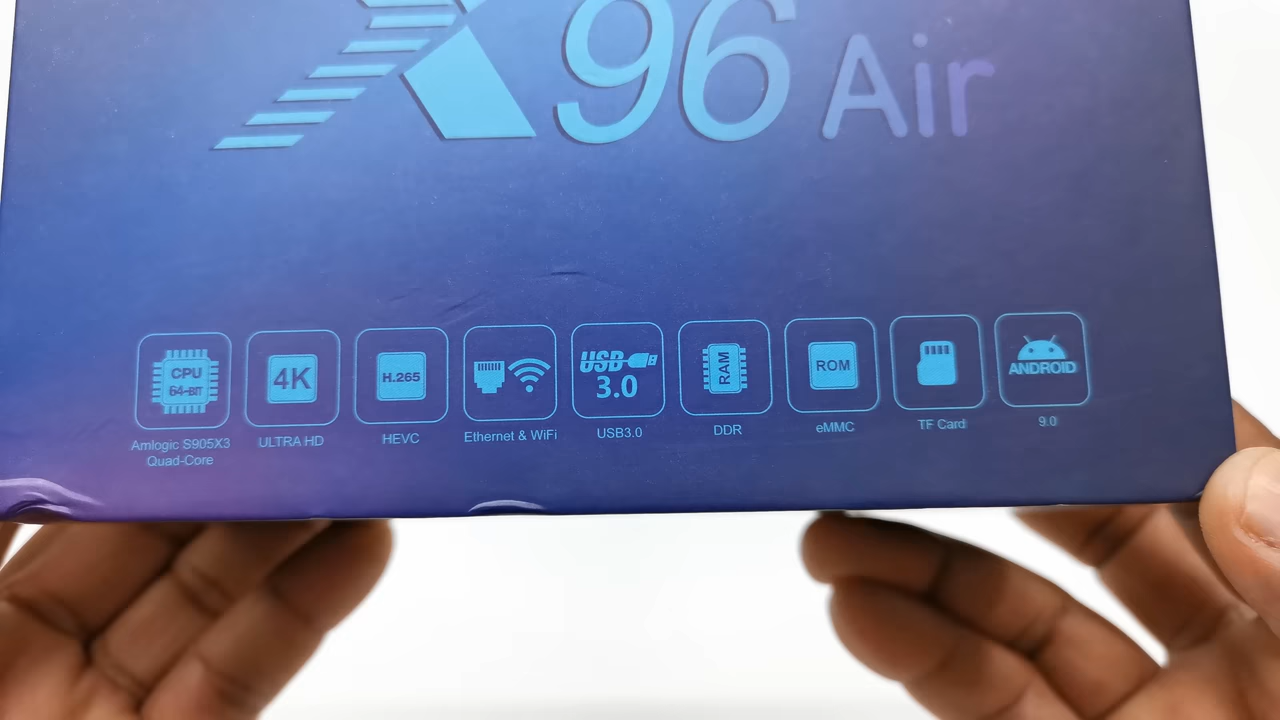 X96 Air
CPU
64-BIT
4K
H.265
USB
3.0
RAM
ROM
ANDROID
Amlogic S905X3
Quad-Core
ULTRA HD
HEVC
Ethernet & WiFi
USB3.0
DDR
eMMC
TF Card
9.0